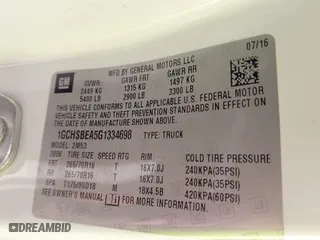 GM
MFD BY GENERAL MOTORS LLC
07/16
GVWR GAWR FRT GAWR RR
2449 KG 1315 KG 1497 KG
5400 LB 2900 LB 3300 LB
THIS VEHICLE CONFORMS TO ALL APPLICABLE U.S. FEDERAL MOTOR
VEHICLE SAFETY AND THEFT PREVENTION STANDARDS IN EFFECT ON
THE DATE OF MANUFACTURE SHOWN ABOVE.
1GCHSBEA5G1334698 TYPE: TRUCK
MODEL: 2M53
TIRE SIZE SPEED RTG RIM COLD TIRE PRESSURE
FRT 265/70R16 T 16X7.0J 240KPA(35PSI)
RR 265/70R16 T 16X7.0J 240KPA(35PSI)
SP T175/90D18 M 18X4.5B 420KPA(60PSI)
SEE OWNER'S MANUAL FOR MORE INFORMATION
DREAMBID